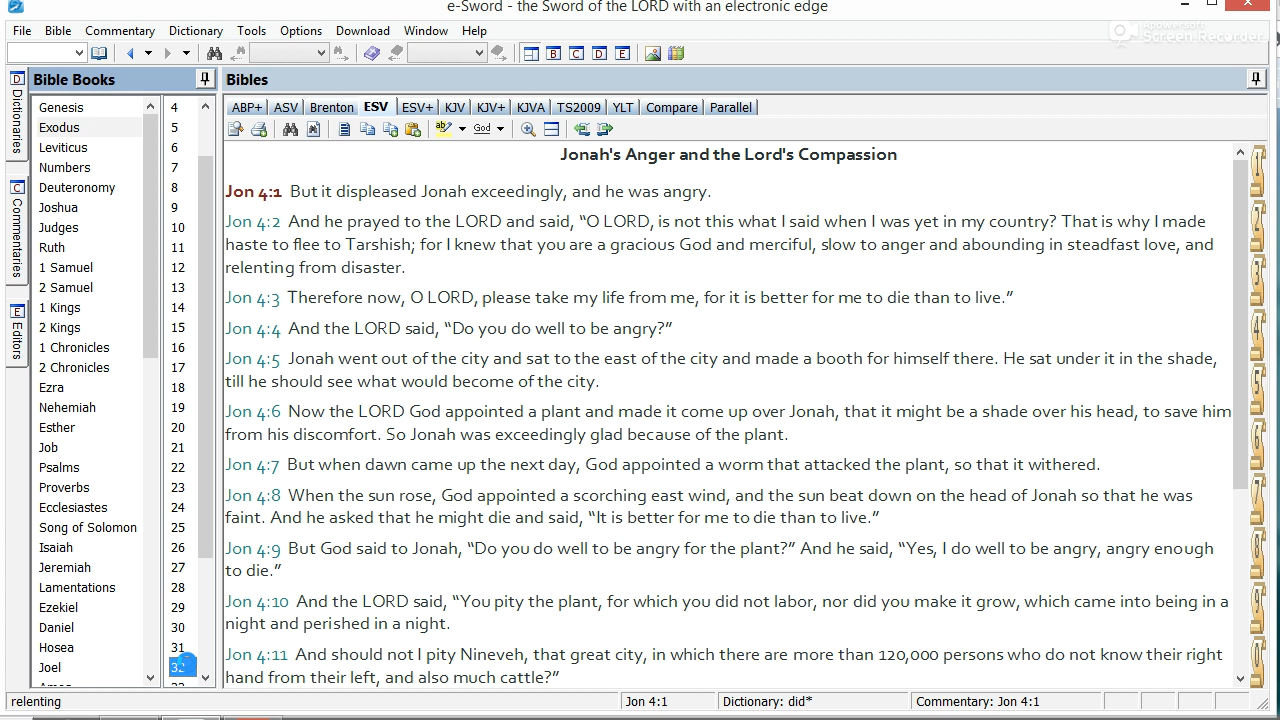 e-Sword - the Sword of the LORD with an electronic edge
Apowersoft
Screen Recorder
File Bible Commentary Dictionary Tools Options Download Window Help
B C D E
Bible Books
Bibles
D Dictionaries
C Commentaries
E Editors
Genesis
Exodus
Leviticus
Numbers
Deuteronomy
Joshua
Judges
Ruth
1 Samuel
2 Samuel
1 Kings
2 Kings
1 Chronicles
2 Chronicles
Ezra
Nehemiah
Esther
Job
Psalms
Proverbs
Ecclesiastes
Song of Solomon
Isaiah
Jeremiah
Lamentations
Ezekiel
Daniel
Hosea
Joel
4
5
6
7
8
9
10
11
12
13
14
15
16
17
18
19
20
21
22
23
24
25
26
27
28
29
30
31
32
ABP+ ASV Brenton ESV ESV+ KJV KJV+ KJVA TS2009 YLT Compare Parallel
ab God
Jonah's Anger and the Lord's Compassion
Jon 4:1 But it displeased Jonah exceedingly, and he was angry.
Jon 4:2 And he prayed to the LORD and said, “O LORD, is not this what I said when I was yet in my country? That is why I made
haste to flee to Tarshish; for I knew that you are a gracious God and merciful, slow to anger and abounding in steadfast love, and
relenting from disaster.
Jon 4:3 Therefore now, O LORD, please take my life from me, for it is better for me to die than to live.”
Jon 4:4 And the LORD said, “Do you do well to be angry?”
Jon 4:5 Jonah went out of the city and sat to the east of the city and made a booth for himself there. He sat under it in the shade,
till he should see what would become of the city.
Jon 4:6 Now the LORD God appointed a plant and made it come up over Jonah, that it might be a shade over his head, to save him
from his discomfort. So Jonah was exceedingly glad because of the plant.
Jon 4:7 But when dawn came up the next day, God appointed a worm that attacked the plant, so that it withered.
Jon 4:8 When the sun rose, God appointed a scorching east wind, and the sun beat down on the head of Jonah so that he was
faint. And he asked that he might die and said, “It is better for me to die than to live.”
Jon 4:9 But God said to Jonah, “Do you do well to be angry for the plant?” And he said, “Yes, I do well to be angry, angry enough
to die.”
Jon 4:10 And the LORD said, “You pity the plant, for which you did not labor, nor did you make it grow, which came into being in a
night and perished in a night.
Jon 4:11 And should not I pity Nineveh, that great city, in which there are more than 120,000 persons who do not know their right
hand from their left, and also much cattle?”
1
2
3
4
5
6
7
8
9
0
relenting
Jon 4:1
Dictionary: did*
Commentary: Jon 4:1